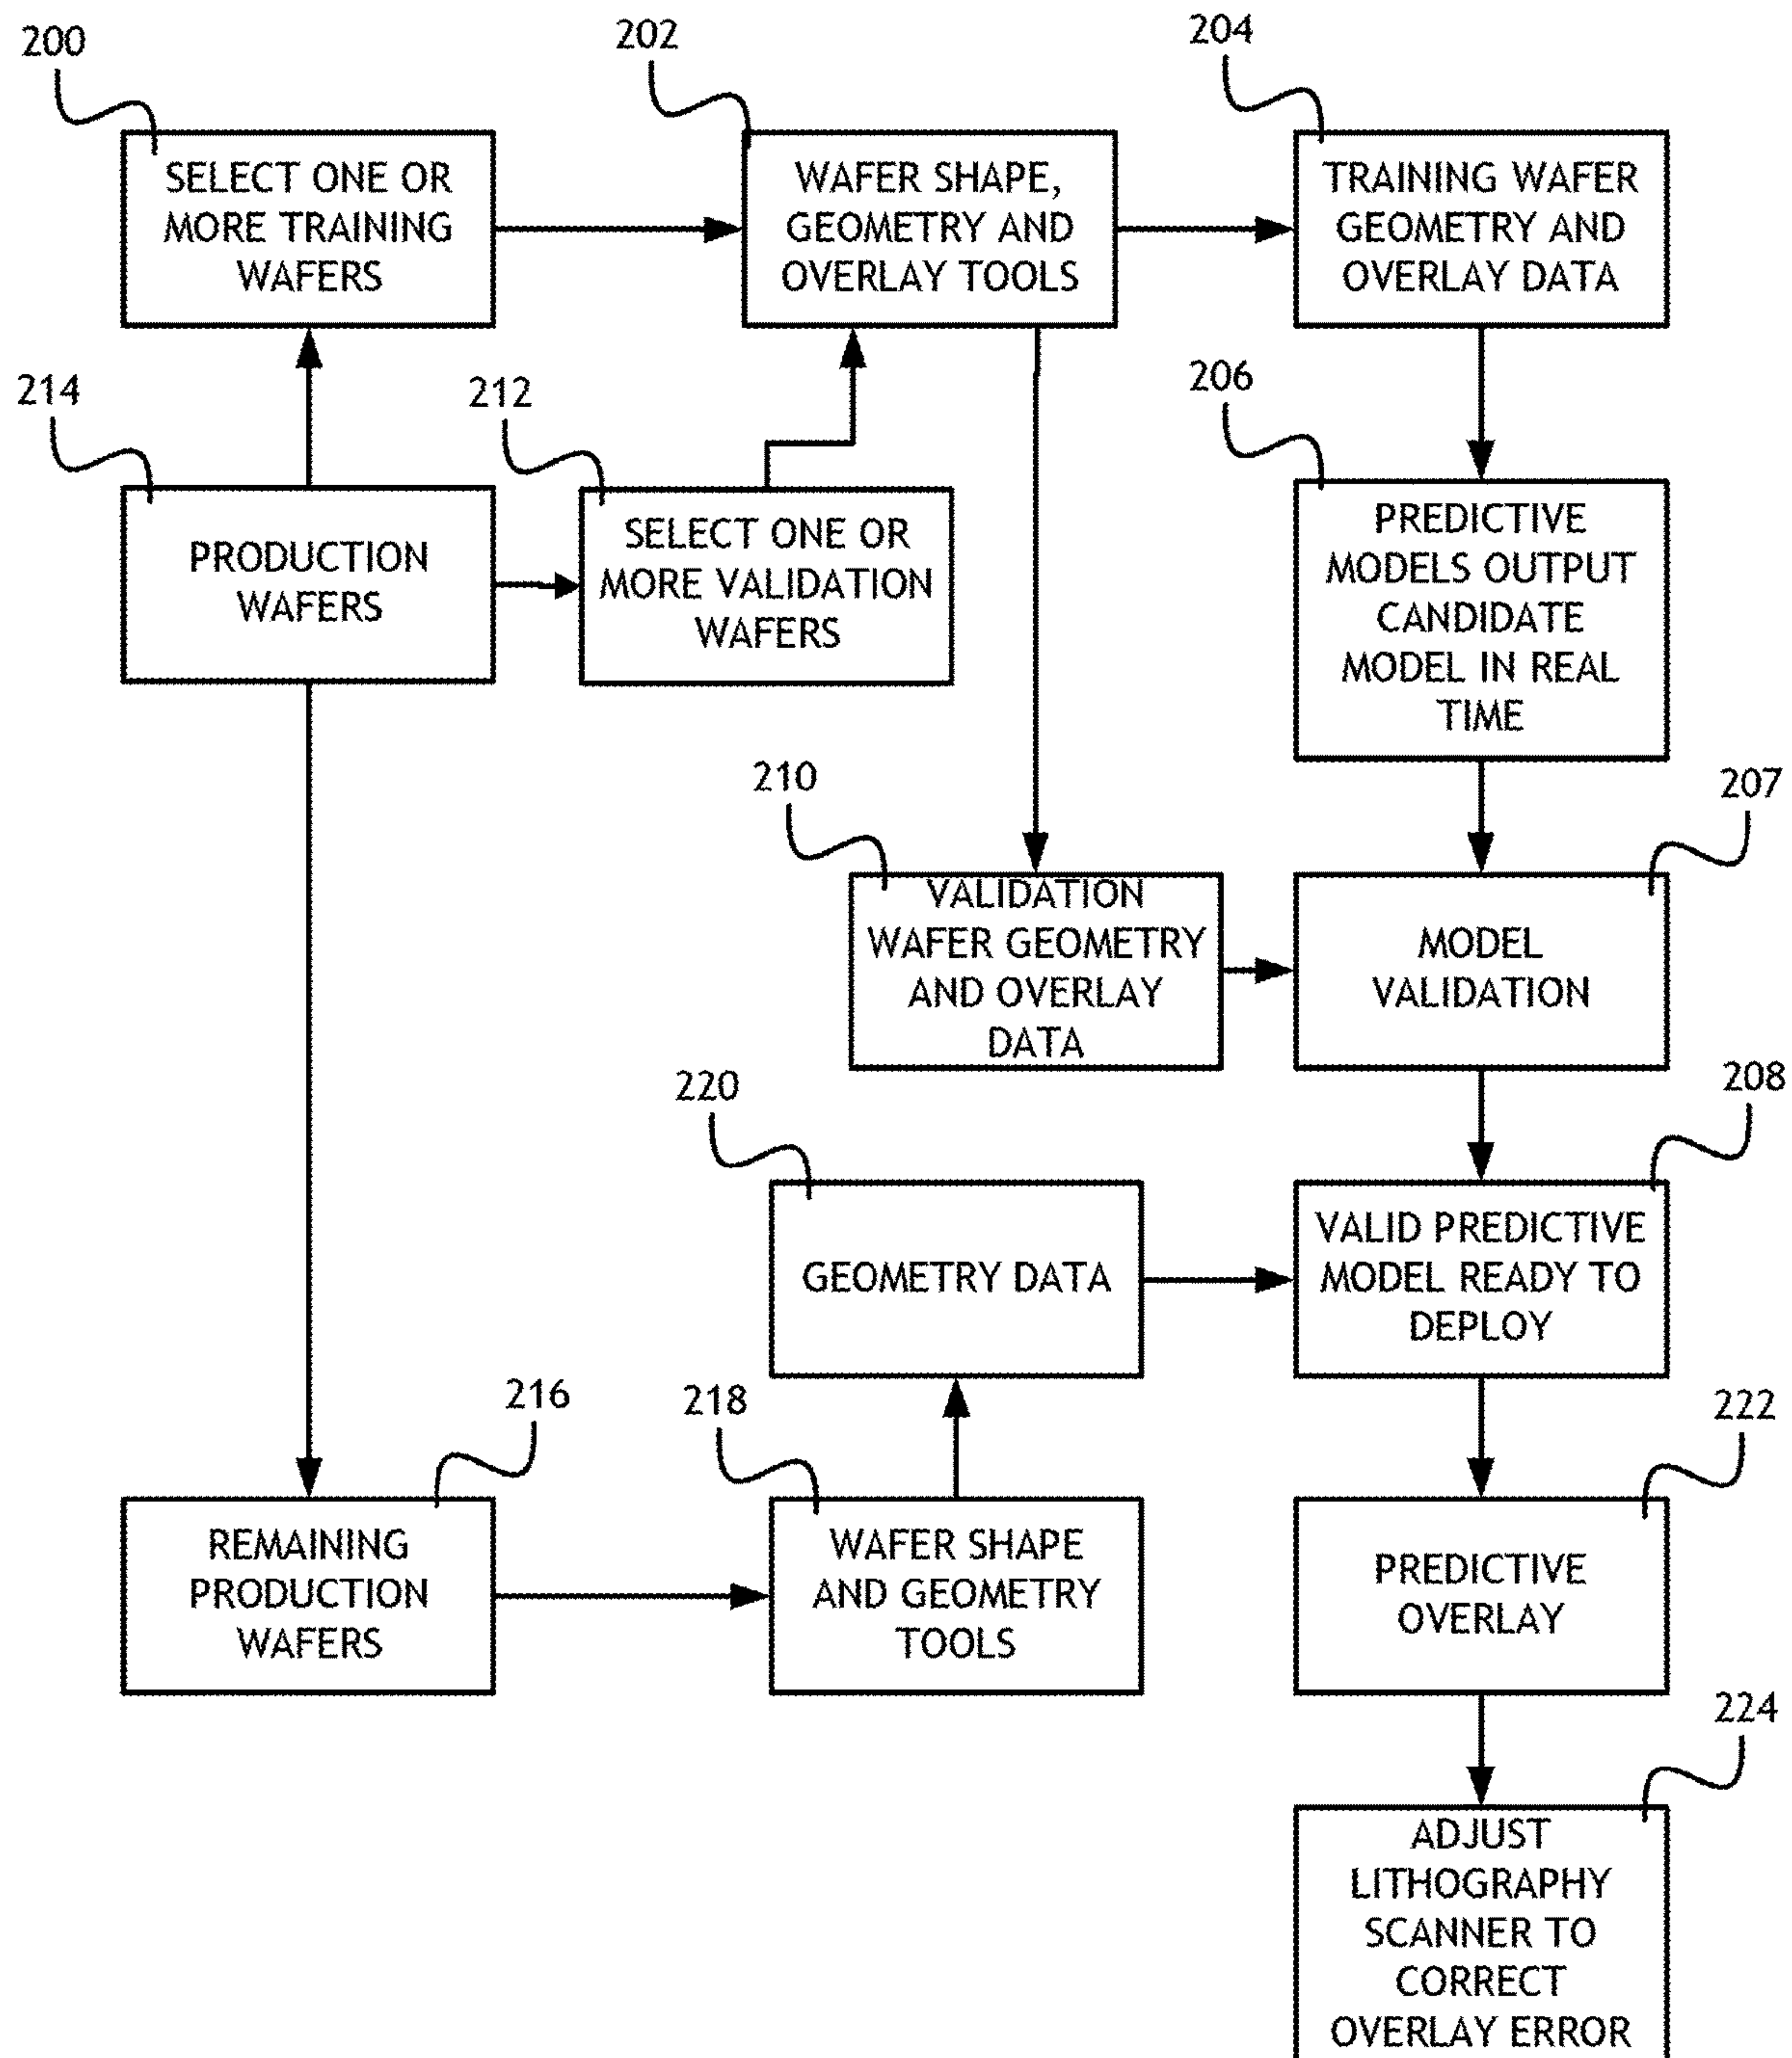 200
SELECT ONE OR
MORE TRAINING
WAFERS
202
WAFER SHAPE,
GEOMETRY AND
OVERLAY TOOLS
204
TRAINING WAFER
GEOMETRY AND
OVERLAY DATA
214
PRODUCTION
WAFERS
212
SELECT ONE OR
MORE VALIDATION
WAFERS
206
PREDICTIVE
MODELS OUTPUT
CANDIDATE
MODEL IN REAL
TIME
210
VALIDATION
WAFER GEOMETRY
AND OVERLAY
DATA
207
MODEL
VALIDATION
220
GEOMETRY DATA
208
VALID PREDICTIVE
MODEL READY TO
DEPLOY
216
REMAINING
PRODUCTION
WAFERS
218
WAFER SHAPE
AND GEOMETRY
TOOLS
222
PREDICTIVE
OVERLAY
224
ADJUST
LITHOGRAPHY
SCANNER TO
CORRECT
OVERLAY ERROR